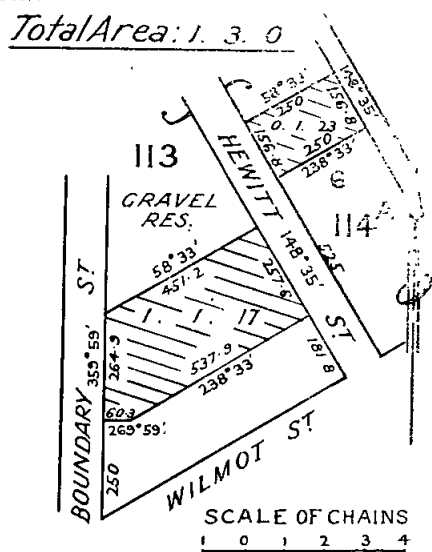 Total Area: 1. 3. 0
58° 33'
250
148° 35'
156.8
0. 1. 23
156.8
250
238° 33'
113
HEWITT ST
148° 35'
GRAVEL
RES.
114A
525
58° 33'
451.2
257.6
1. 1. 17
BOUNDARY ST
359° 59'
264.9
537.9
238° 33'
181.8
60.3
269° 59'
250
WILMOT ST
SCALE OF CHAINS
1 0 1 2 3 4